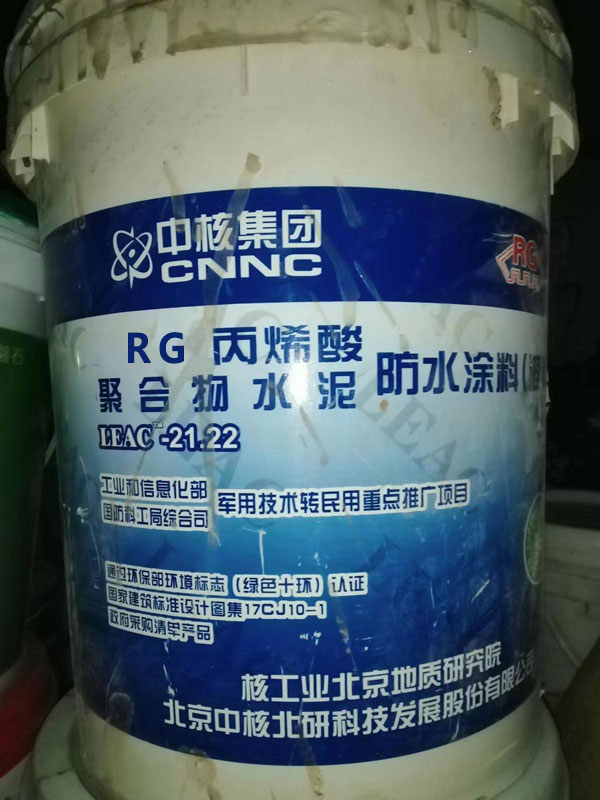 中核集团
CNNC
RG
RG 丙烯酸
聚合物水泥 防水涂料(液
LEAC™-21.22
工业和信息化部
国防科工局综合司 军用技术转民用重点推广项目
通过环保部环境标志（绿色十环）认证
国家建筑标准设计图集17CJ10-1
政府采购清单产品
核工业北京地质研究院
北京中核北研科技发展股份有限公司